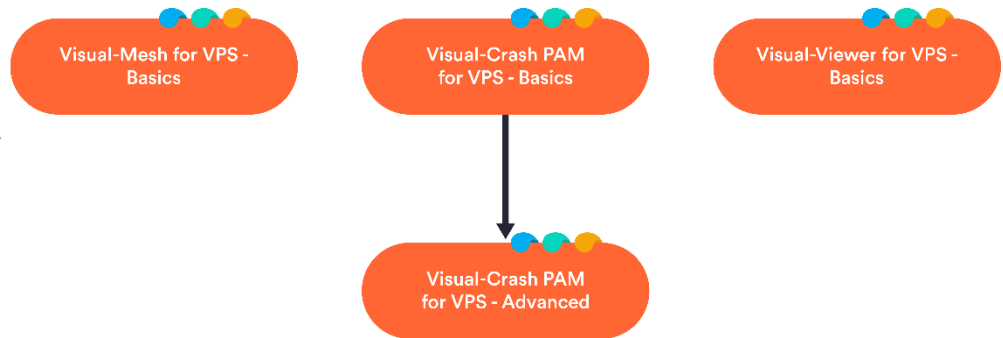 Visual-Mesh for VPS -
Basics
Visual-Crash PAM
for VPS - Basics
Visual-Viewer for VPS -
Basics
Visual-Crash PAM
for VPS - Advanced